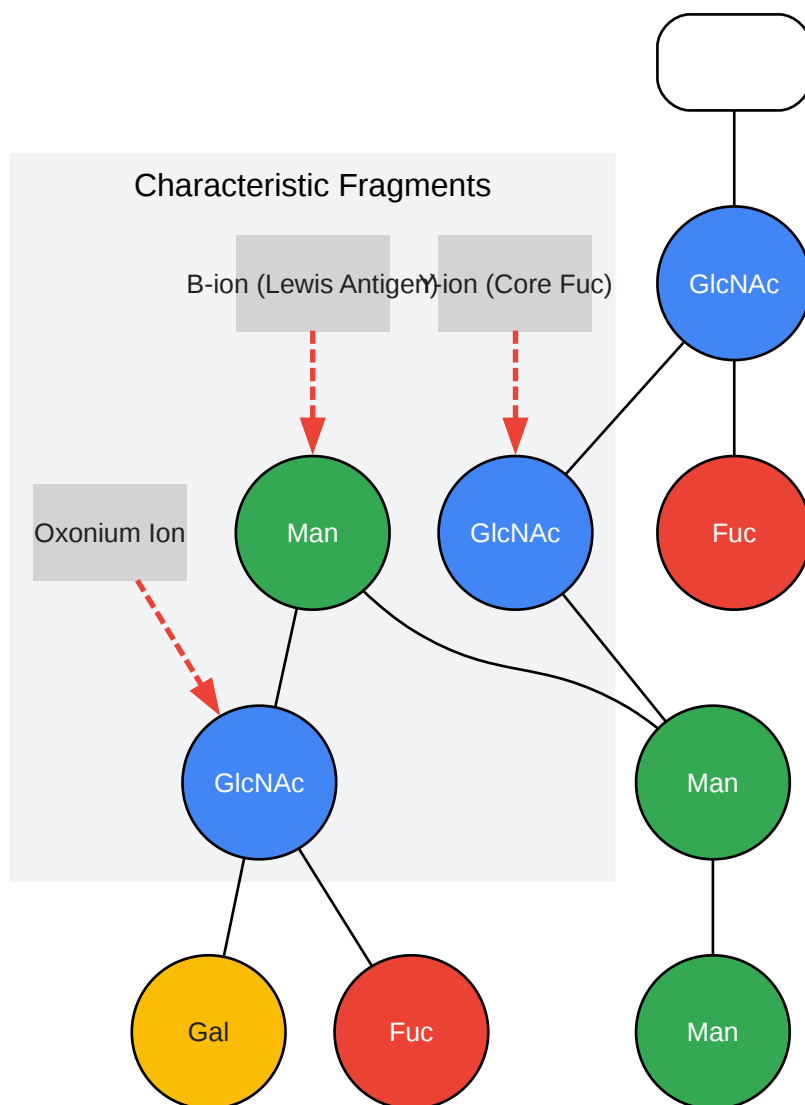 Characteristic Fragments
B-ion (Lewis Antigen)
Y-ion (Core Fuc)
GlcNAc
Oxonium Ion
Man
GlcNAc
Fuc
GlcNAc
Man
Gal
Fuc
Man